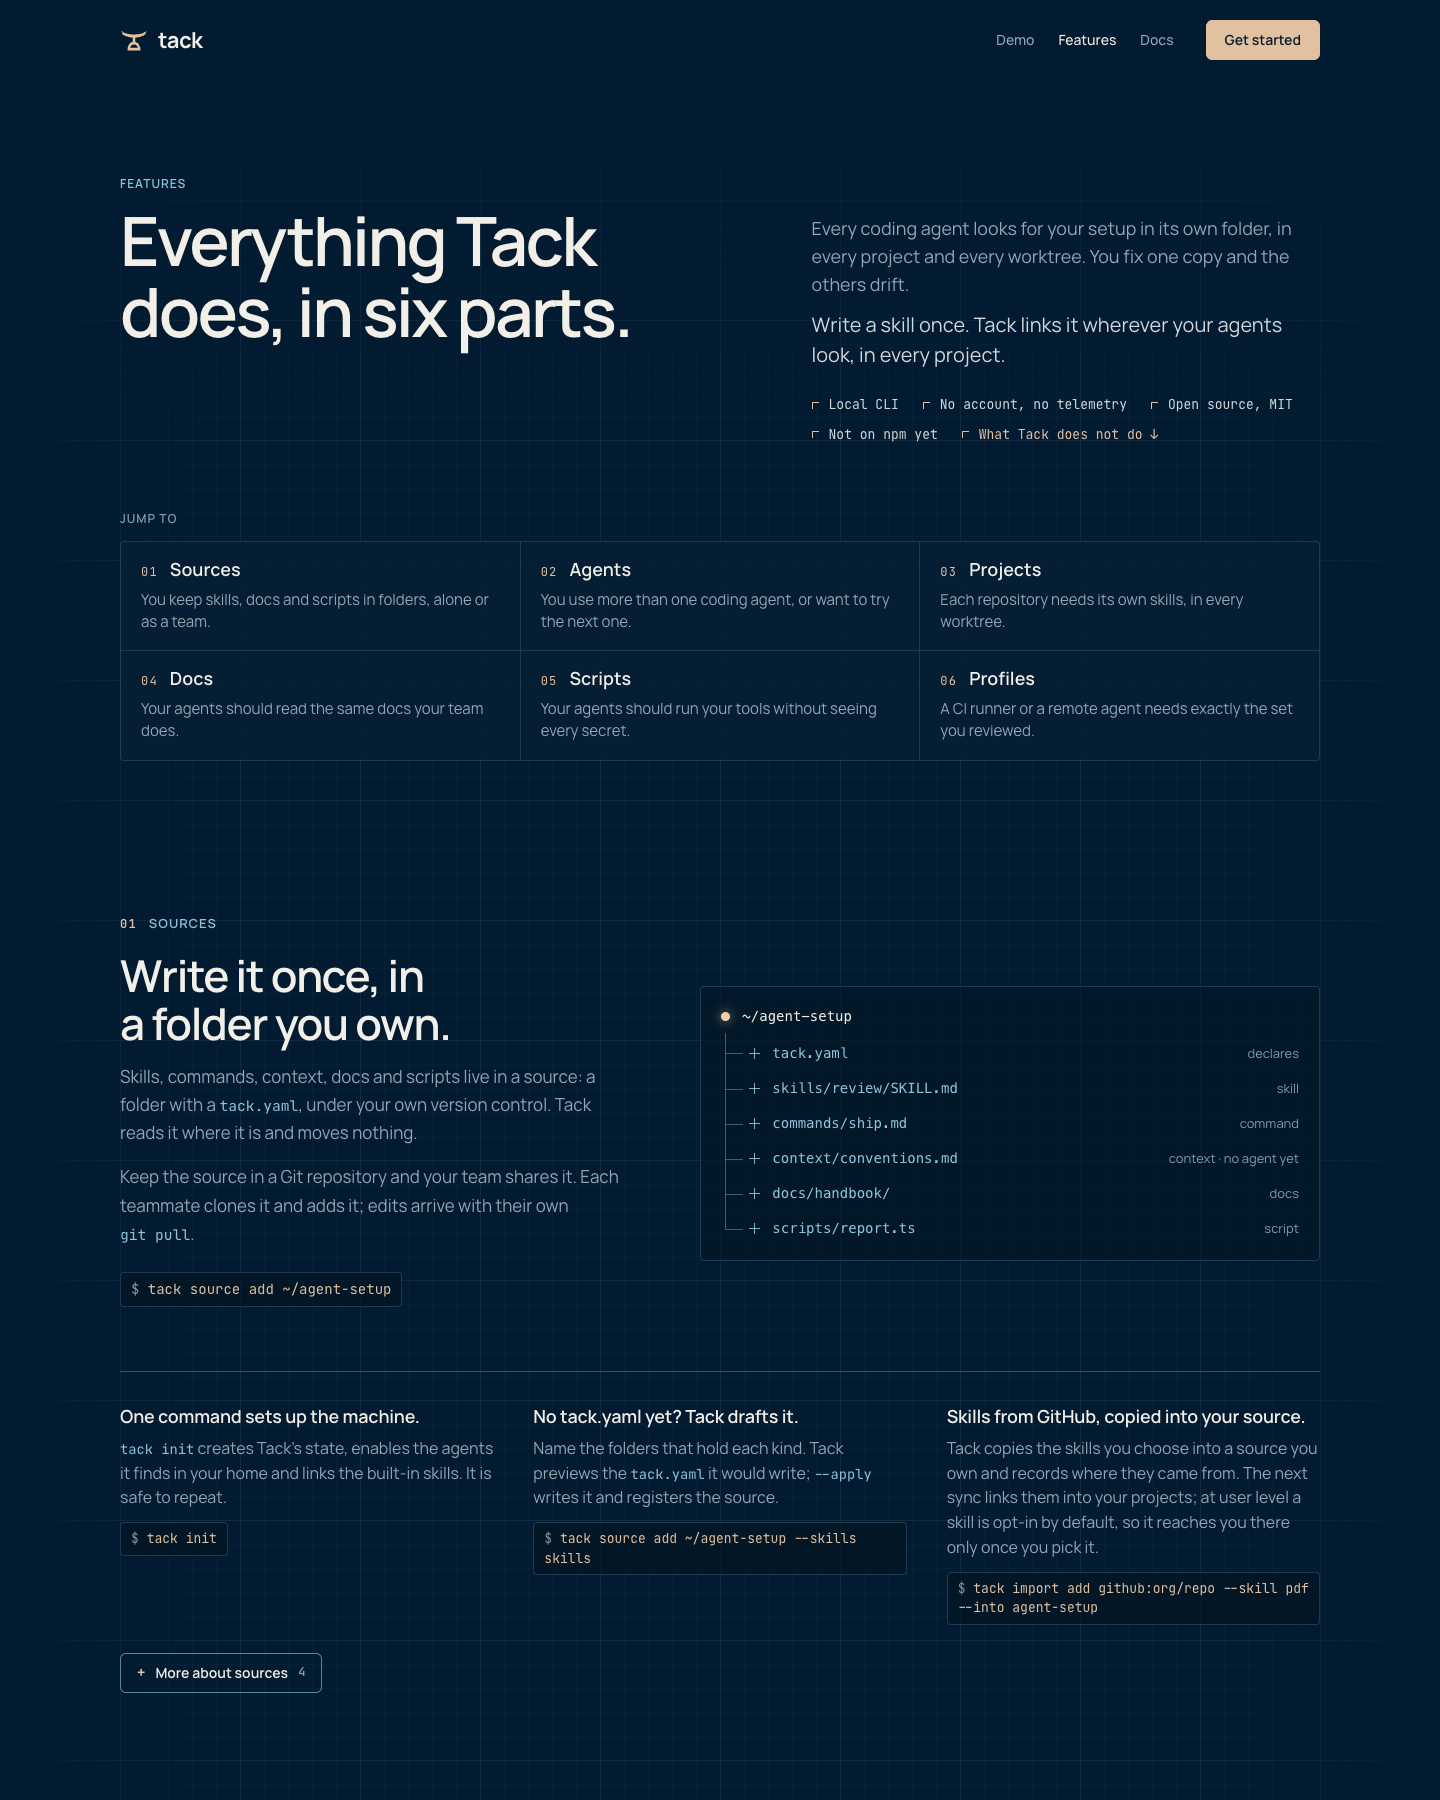 tack
Demo Features Docs Get started
FEATURES
Everything Tack
does, in six parts.
Every coding agent looks for your setup in its own folder, in
every project and every worktree. You fix one copy and the
others drift.
Write a skill once. Tack links it wherever your agents
look, in every project.
Local CLI No account, no telemetry Open source, MIT
Not on npm yet What Tack does not do ↓
JUMP TO
01 Sources
You keep skills, docs and scripts in folders, alone or
as a team.
02 Agents
You use more than one coding agent, or want to try
the next one.
03 Projects
Each repository needs its own skills, in every
worktree.
04 Docs
Your agents should read the same docs your team
does.
05 Scripts
Your agents should run your tools without seeing
every secret.
06 Profiles
A CI runner or a remote agent needs exactly the set
you reviewed.
01 SOURCES
Write it once, in
a folder you own.
Skills, commands, context, docs and scripts live in a source: a
folder with a tack.yaml, under your own version control. Tack
reads it where it is and moves nothing.
Keep the source in a Git repository and your team shares it. Each
teammate clones it and adds it; edits arrive with their own
git pull.
$ tack source add ~/agent-setup
~/agent-setup
tack.yaml declares
skills/review/SKILL.md skill
commands/ship.md command
context/conventions.md context · no agent yet
docs/handbook/ docs
scripts/report.ts script
One command sets up the machine.
tack init creates Tack's state, enables the agents
it finds in your home and links the built-in skills. It is
safe to repeat.
$ tack init
No tack.yaml yet? Tack drafts it.
Name the folders that hold each kind. Tack
previews the tack.yaml it would write; --apply
writes it and registers the source.
$ tack source add ~/agent-setup --skills
skills
Skills from GitHub, copied into your source.
Tack copies the skills you choose into a source you
own and records where they came from. The next
sync links them into your projects; at user level a
skill is opt-in by default, so it reaches you there
only once you pick it.
$ tack import add github:org/repo --skill pdf
--into agent-setup
+ More about sources 4